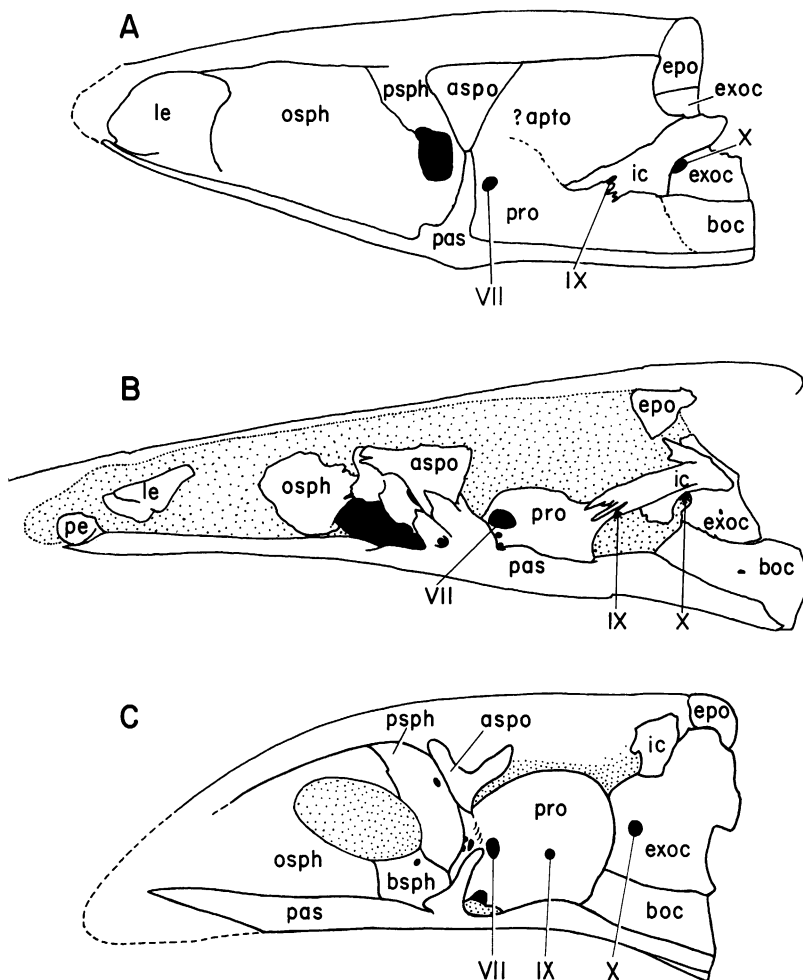 A
le
osph
psph
aspo
? apto
epo
exoc
X
ic
exoc
pro
boc
pas
VII
IX
B
epo
aspo
le
osph
ic
pe
pro
exoc
boc
pas
VII
IX
X
C
psph
aspo
epo
ic
pro
osph
exoc
bsph
boc
pas
VII
IX
X